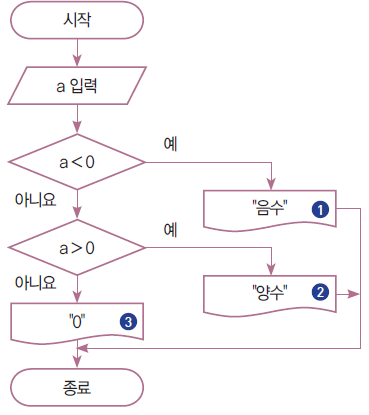 시작
a 입력
a < 0
예
아니요
"음수" 1
a > 0
예
아니요
"양수" 2
"0" 3
종료